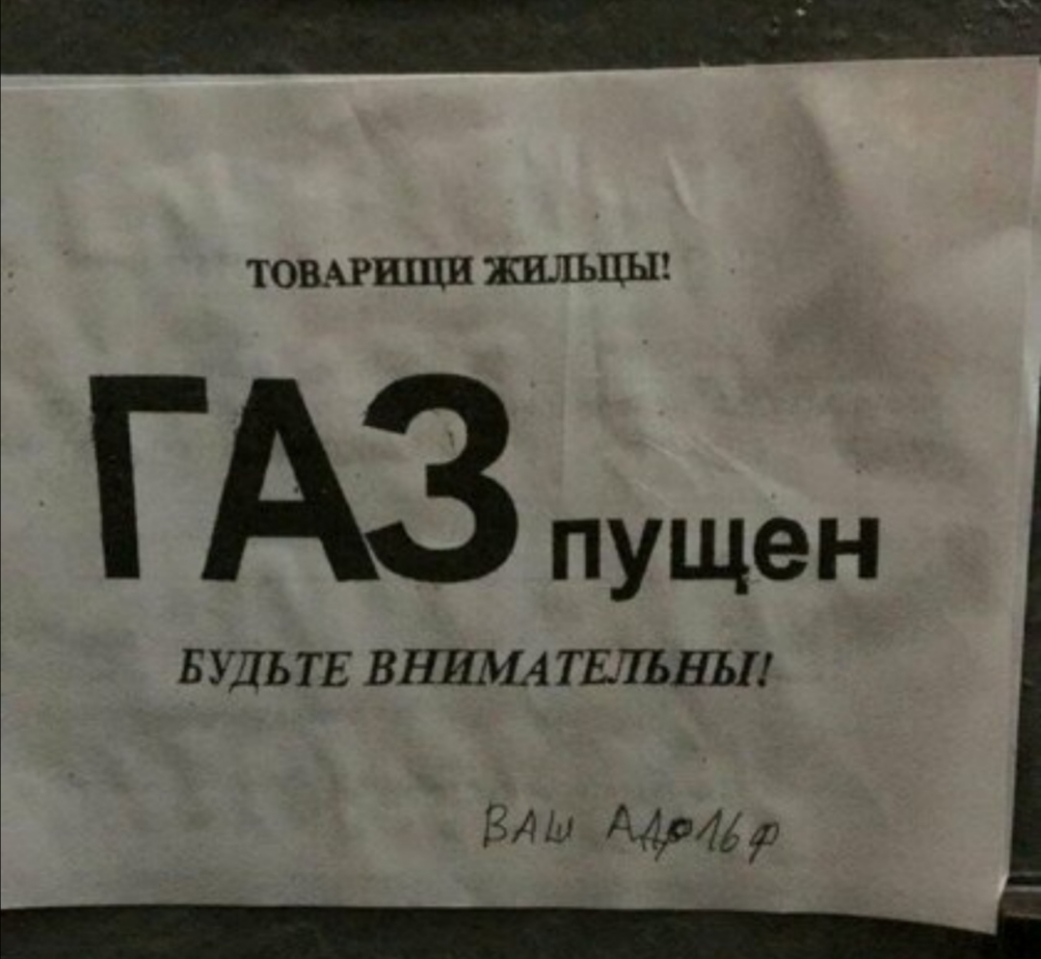 ТОВАРИЩИ ЖИЛЬЦЫ!
ГАЗ пущен
БУДЬТЕ ВНИМАТЕЛЬНЫ!
ВАШ АДОЛЬФ